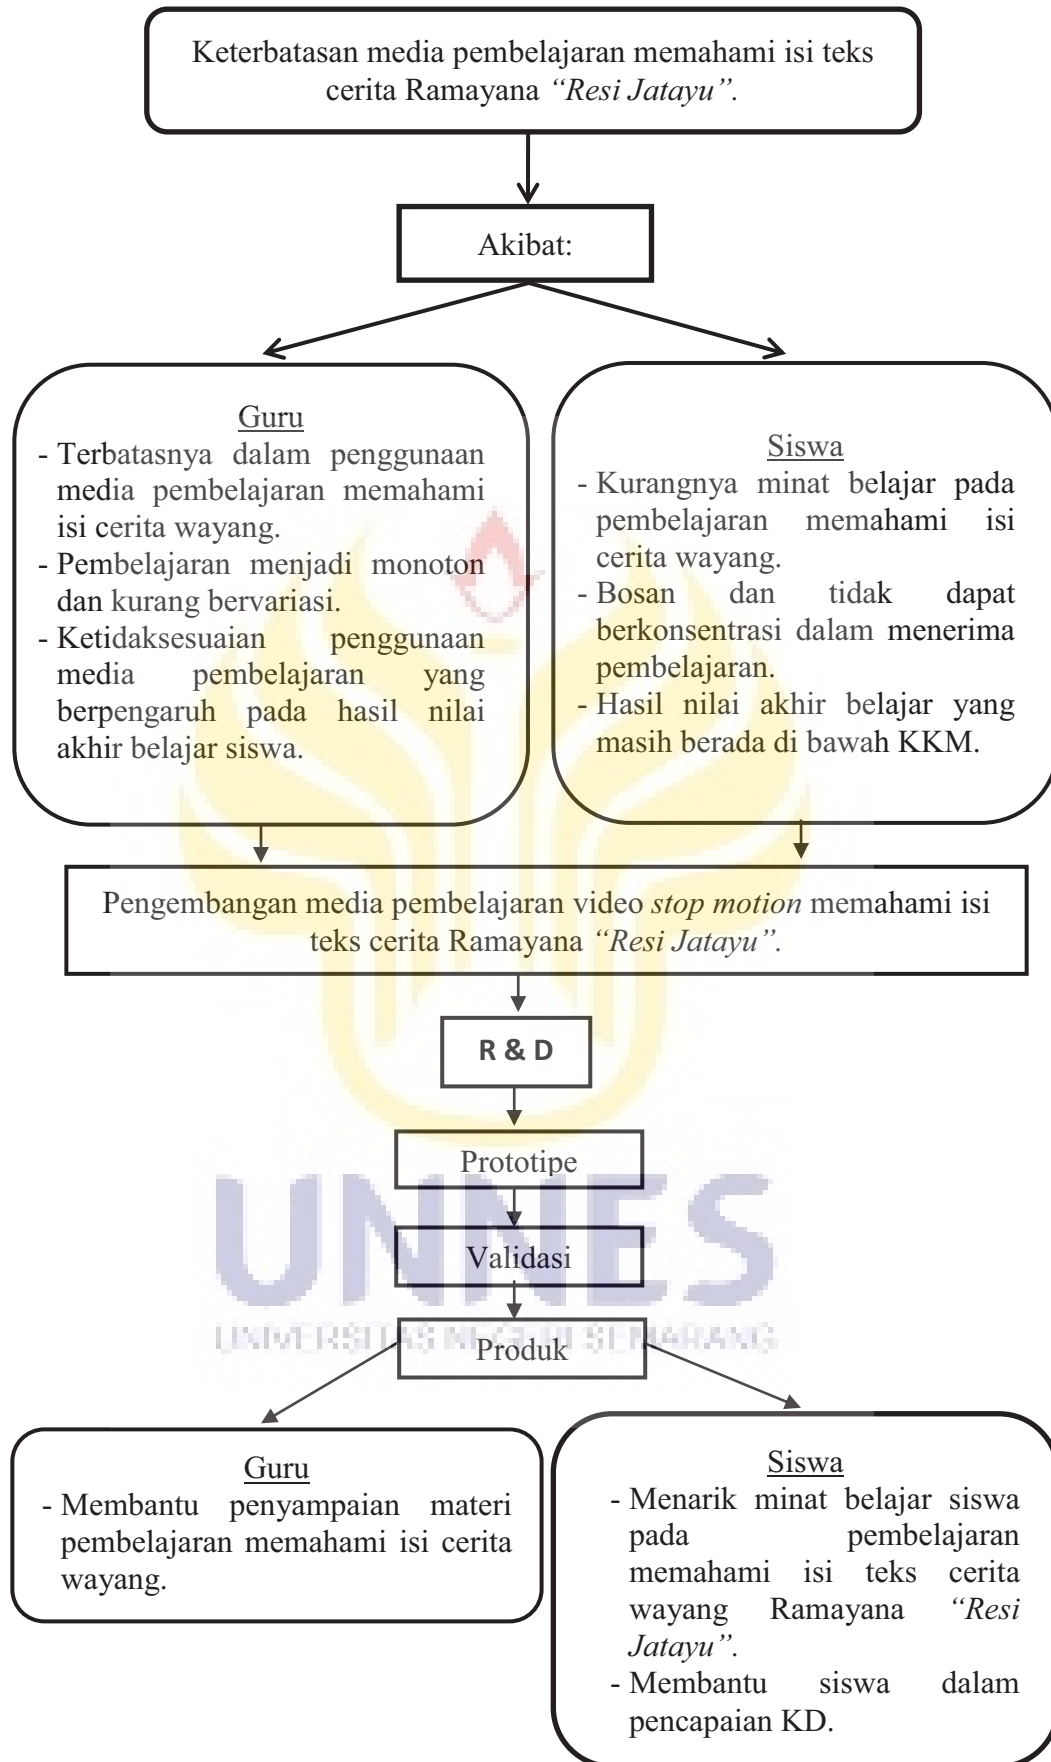 Keterbatasan media pembelajaran memahami isi teks
cerita Ramayana “Resi Jatayu”.
Akibat:
Guru
- Terbatasnya dalam penggunaan
media pembelajaran memahami
isi cerita wayang.
- Pembelajaran menjadi monoton
dan kurang bervariasi.
- Ketidaksesuaian penggunaan
media pembelajaran yang
berpengaruh pada hasil nilai
akhir belajar siswa.
Siswa
- Kurangnya minat belajar pada
pembelajaran memahami isi
cerita wayang.
- Bosan dan tidak dapat
berkonsentrasi dalam menerima
pembelajaran.
- Hasil nilai akhir belajar yang
masih berada di bawah KKM.
Pengembangan media pembelajaran video stop motion memahami isi
teks cerita Ramayana “Resi Jatayu”.
R & D
Prototipe
Validasi
UNNES
UNIVERSITAS NEGERI SEMARANG
Produk
Guru
- Membantu penyampaian materi
pembelajaran memahami isi cerita
wayang.
Siswa
- Menarik minat belajar siswa
pada pembelajaran
memahami isi teks cerita
wayang Ramayana “Resi
Jatayu”.
- Membantu siswa dalam
pencapaian KD.